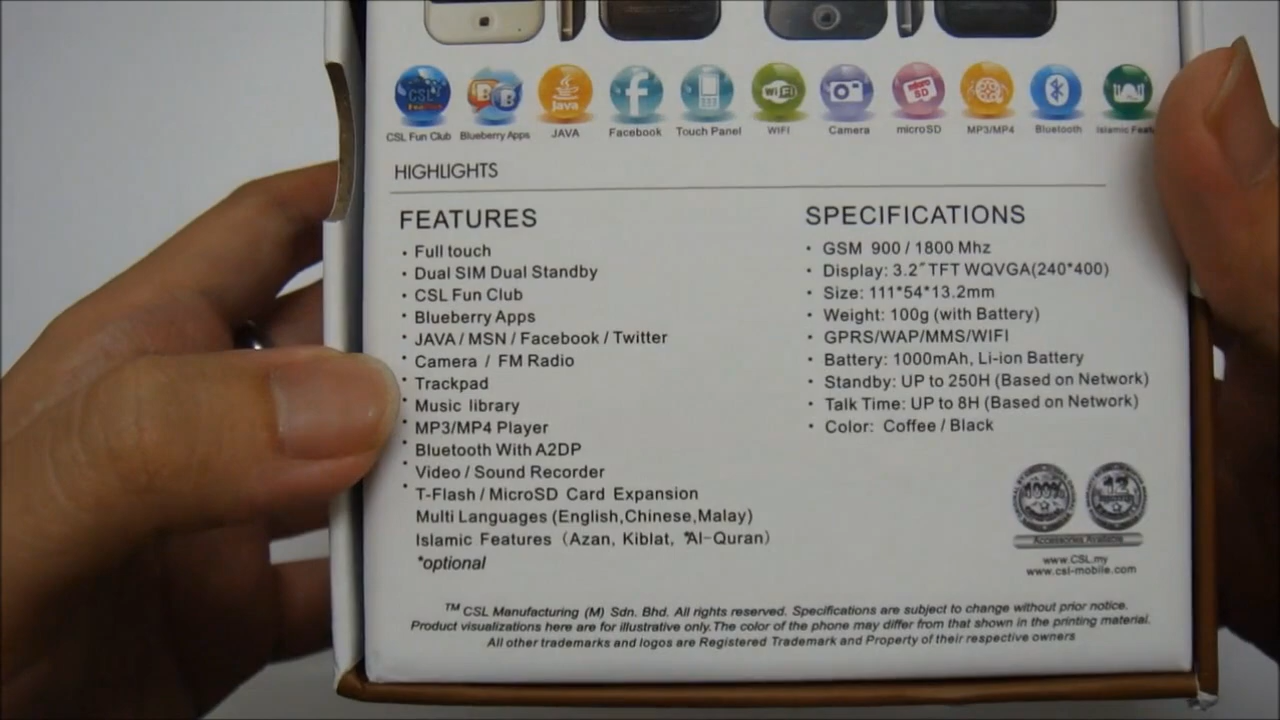 CSL Fun Club
Blueberry Apps
JAVA
Facebook
Touch Panel
WIFI
Camera
microSD
MP3/MP4
Bluetooth
Islamic
HIGHLIGHTS
FEATURES
· Full touch
· Dual SIM Dual Standby
· CSL Fun Club
· Blueberry Apps
· JAVA / MSN / Facebook / Twitter
· Camera / FM Radio
· Trackpad
· Music library
· MP3/MP4 Player
· Bluetooth With A2DP
· Video / Sound Recorder
· T-Flash / MicroSD Card Expansion
Multi Languages (English,Chinese,Malay)
Islamic Features (Azan, Kiblat, *Al-Quran)
*optional
SPECIFICATIONS
· GSM 900 / 1800 Mhz
· Display: 3.2" TFT WQVGA(240*400)
· Size: 111*54*13.2mm
· Weight: 100g (with Battery)
· GPRS/WAP/MMS/WIFI
· Battery: 1000mAh, Li-ion Battery
· Standby: UP to 250H (Based on Network)
· Talk Time: UP to 8H (Based on Network)
· Color: Coffee / Black
100%
12
Accessories Available
www.CSL.my
www.csl-mobile.com
TM CSL Manufacturing (M) Sdn. Bhd. All rights reserved. Specifications are subject to change without prior notice.
Product visualizations here are for illustrative only.The color of the phone may differ from that shown in the printing material.
All other trademarks and logos are Registered Trademark and Property of their respective owners